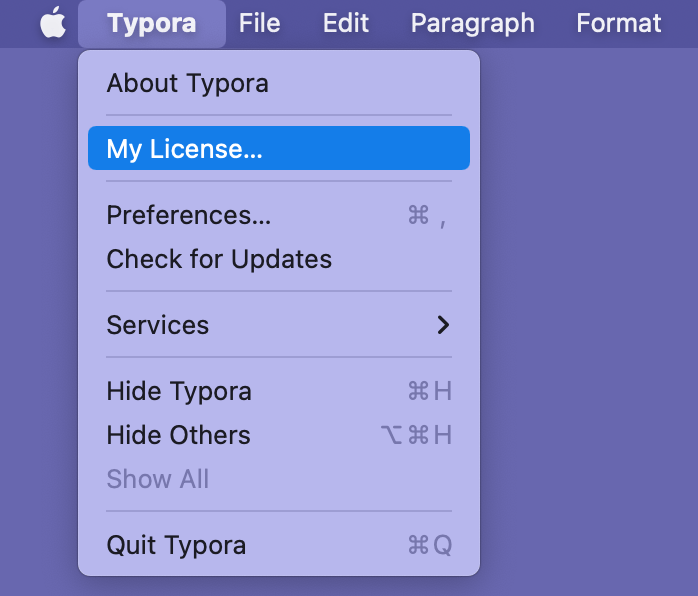 Typora File Edit Paragraph Format
About Typora
My License...
Preferences... ⌘ ,
Check for Updates
Services
Hide Typora ⌘H
Hide Others ⌥⌘H
Show All
Quit Typora ⌘Q